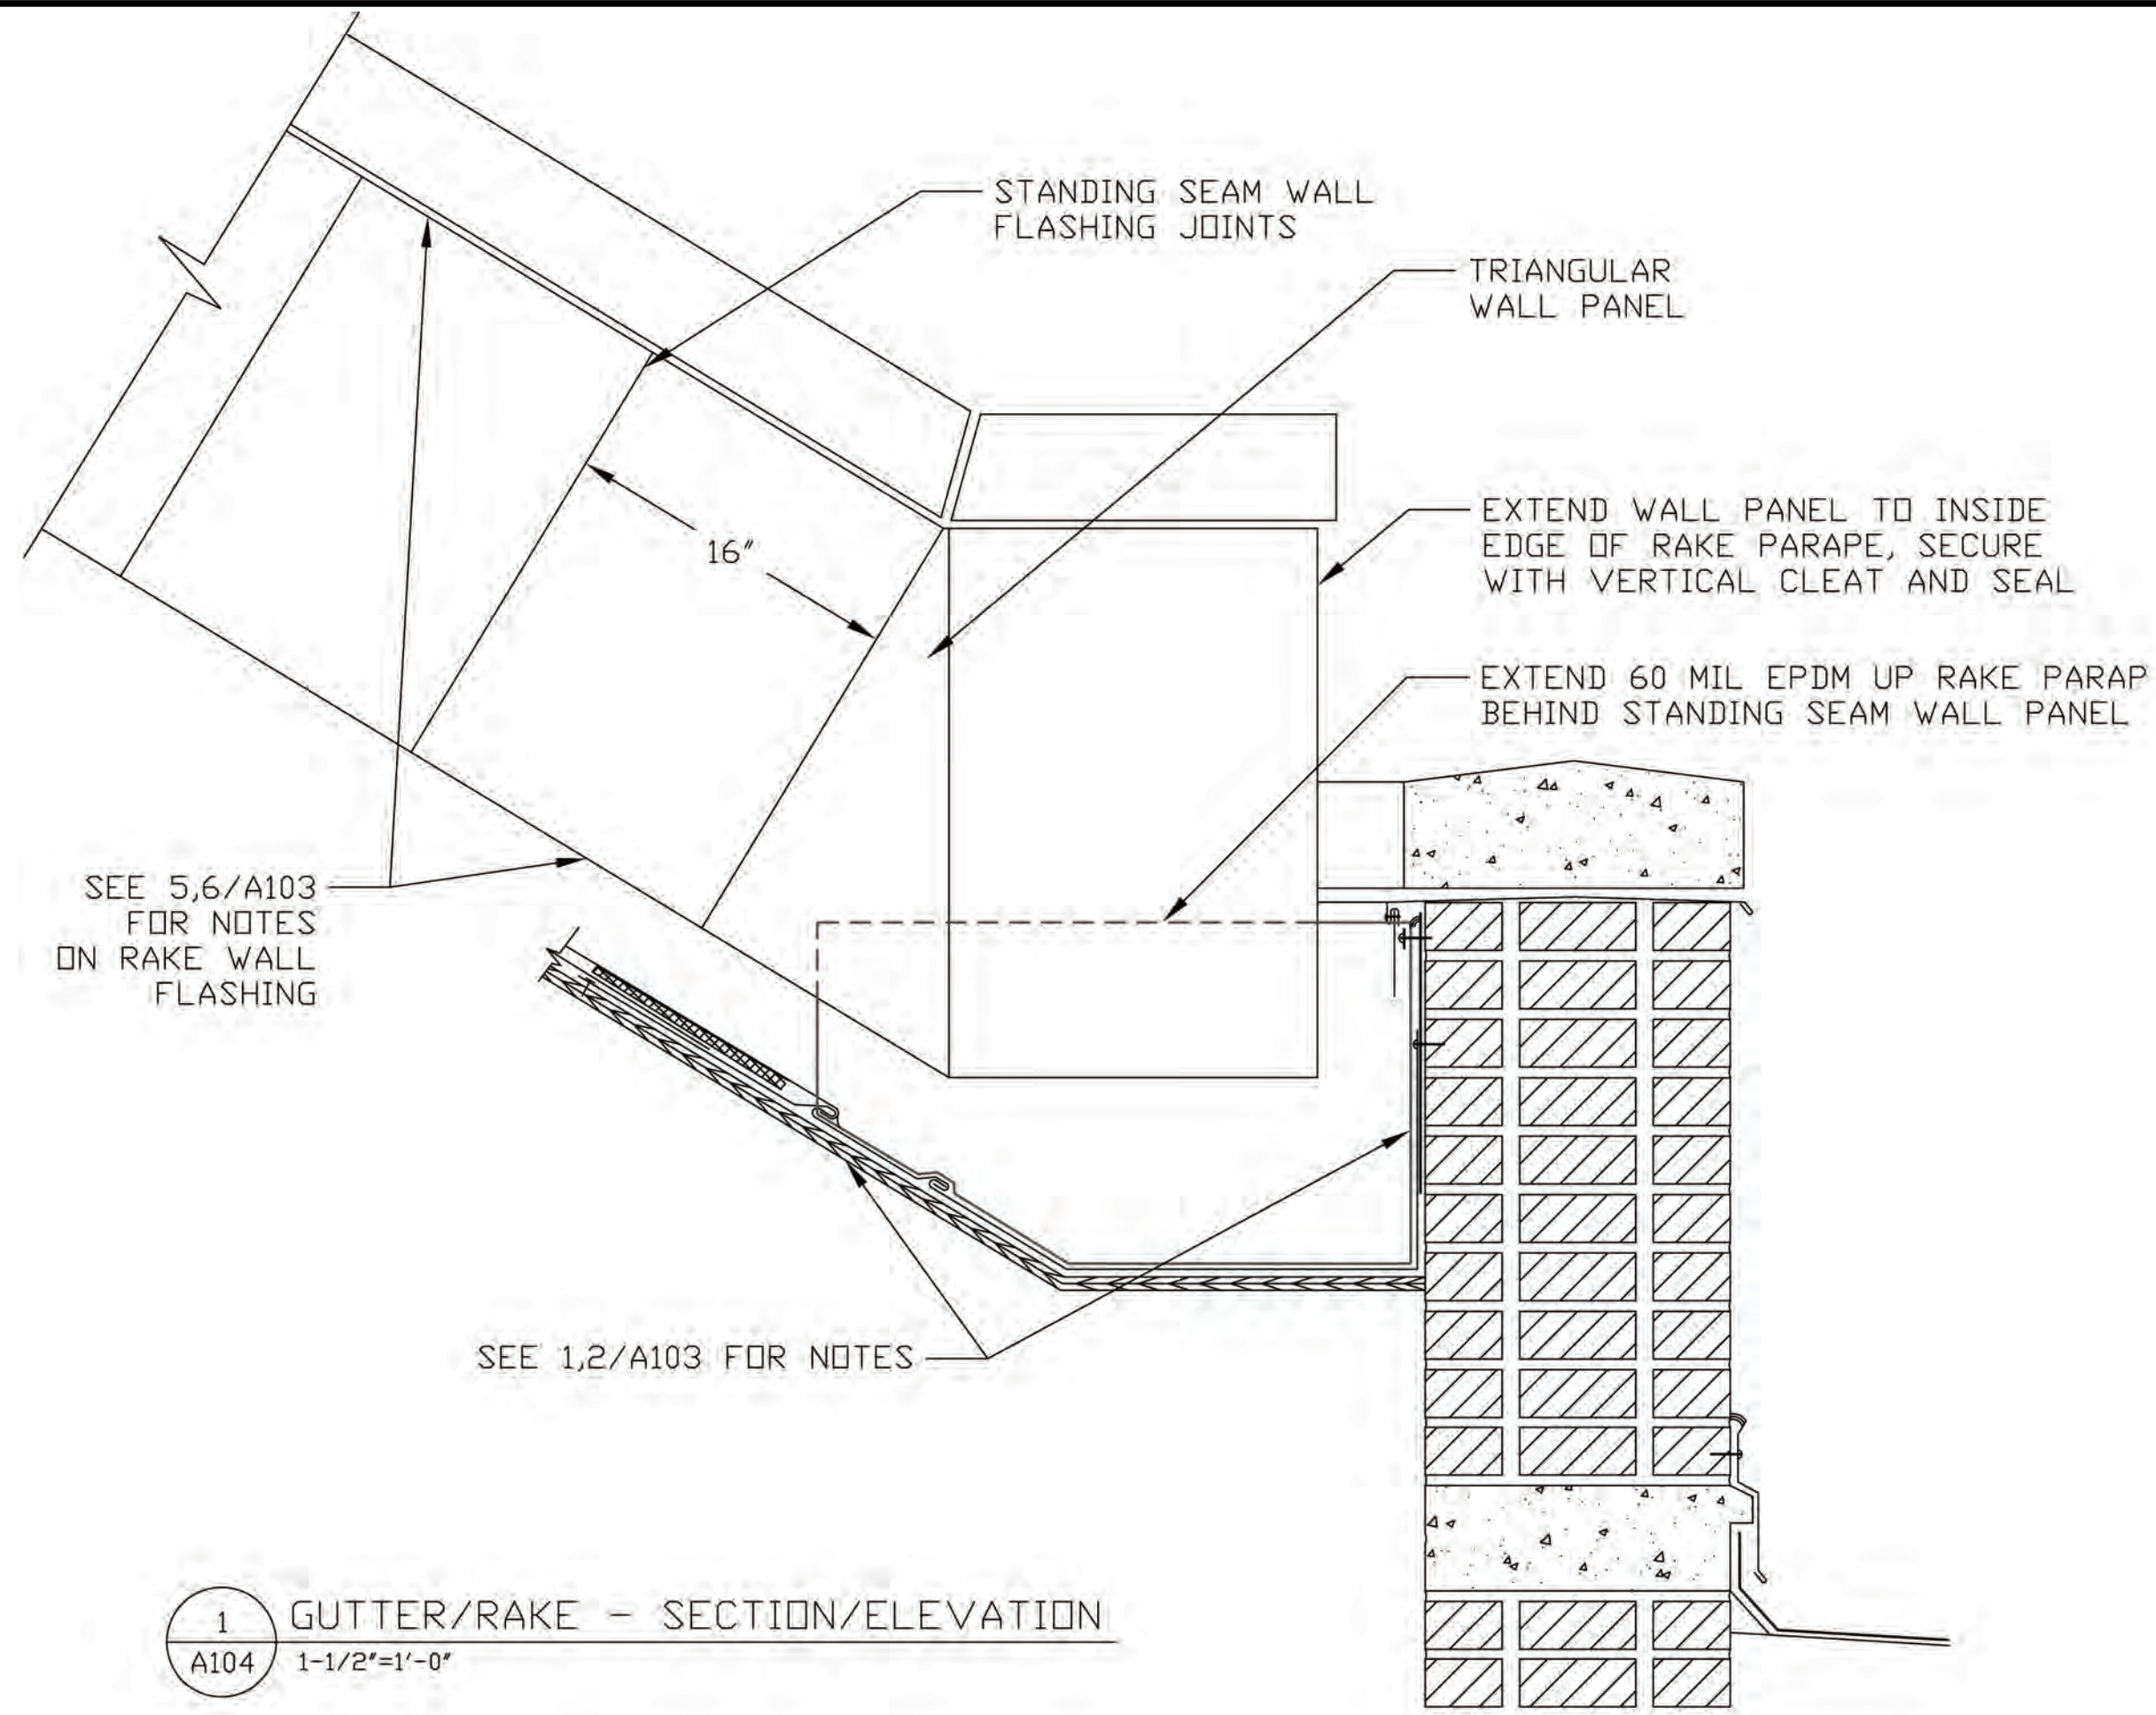 STANDING SEAM WALL
FLASHING JOINTS
TRIANGULAR
WALL PANEL
EXTEND WALL PANEL TO INSIDE
EDGE OF RAKE PARAPE, SECURE
WITH VERTICAL CLEAT AND SEAL
16"
EXTEND 60 MIL EPDM UP RAKE PARAP
BEHIND STANDING SEAM WALL PANEL
SEE 5,6/A103
FOR NOTES
ON RAKE WALL
FLASHING
SEE 1,2/A103 FOR NOTES
1
A104
GUTTER/RAKE - SECTION/ELEVATION
1-1/2"=1'-0"